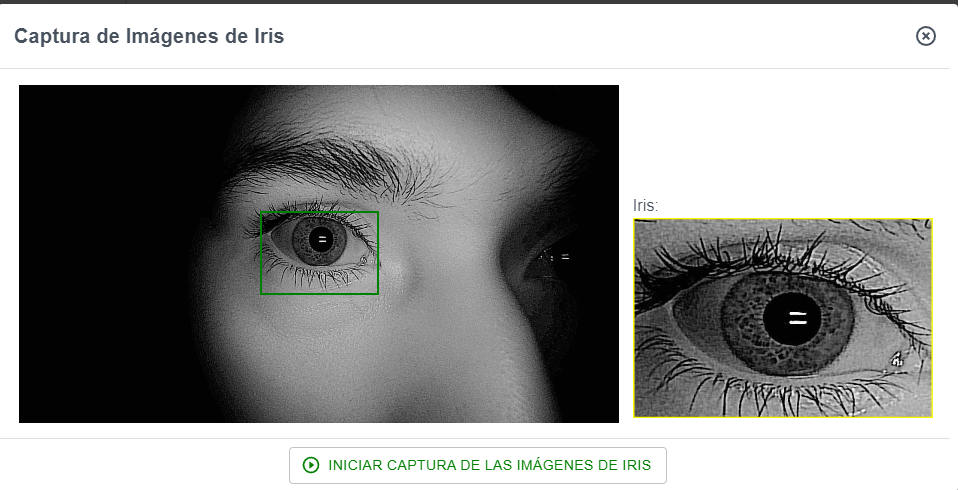 Captura de Imágenes de Iris
Iris:
INICIAR CAPTURA DE LAS IMÁGENES DE IRIS